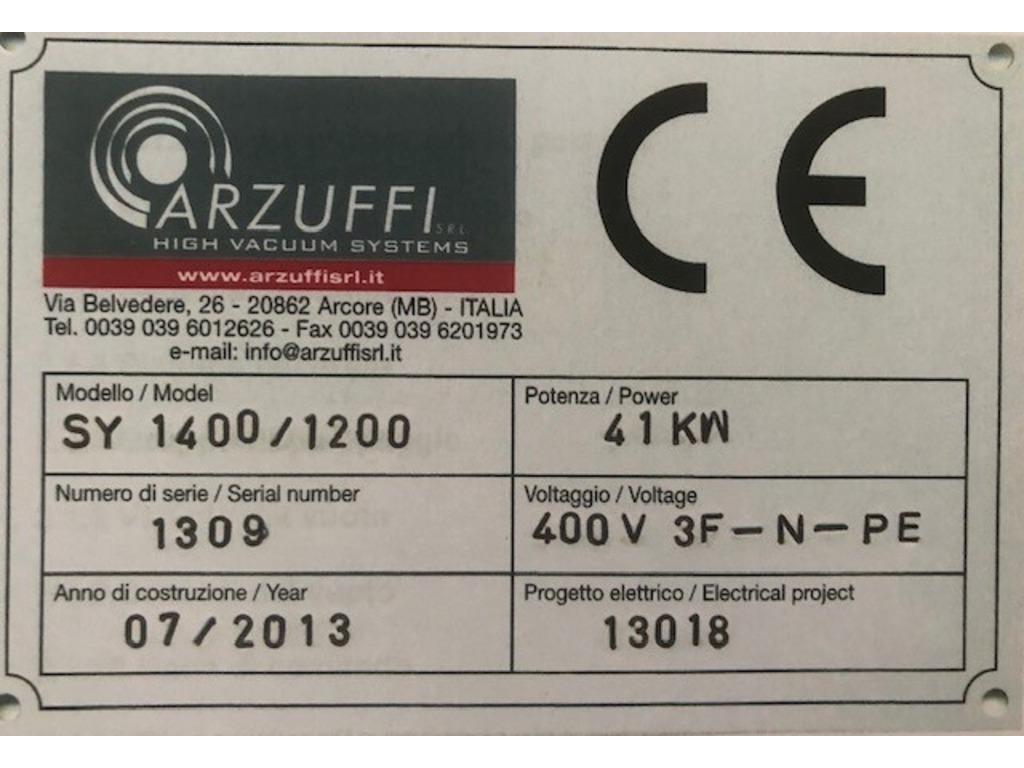 ARZUFFI SRL
HIGH VACUUM SYSTEMS
www.arzuffisrl.it
CE
Via Belvedere, 26 - 20862 Arcore (MB) - ITALIA
Tel. 0039 039 6012626 - Fax 0039 039 6201973
e-mail: info@arzuffisrl.it
Modello / Model
SY 1400/1200
Potenza / Power
41 KW
Numero di serie / Serial number
1309
Voltaggio / Voltage
400 V 3F-N-PE
Anno di costruzione / Year
07/2013
Progetto elettrico / Electrical project
13018